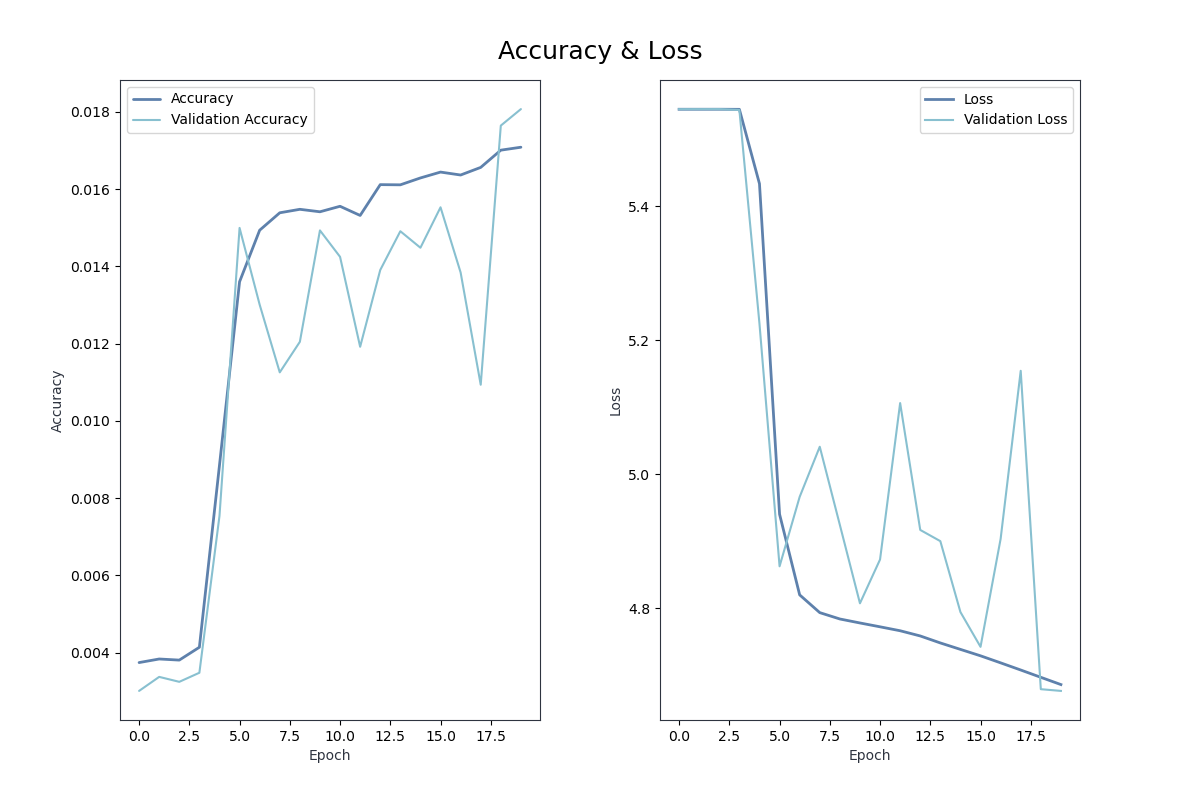 Accuracy & Loss
Accuracy
Validation Accuracy
0.018
0.016
0.014
0.012
0.010
0.008
0.006
0.004
Accuracy
0.0 2.5 5.0 7.5 10.0 12.5 15.0 17.5
Epoch
Loss
Validation Loss
5.4
5.2
5.0
4.8
Loss
0.0 2.5 5.0 7.5 10.0 12.5 15.0 17.5
Epoch